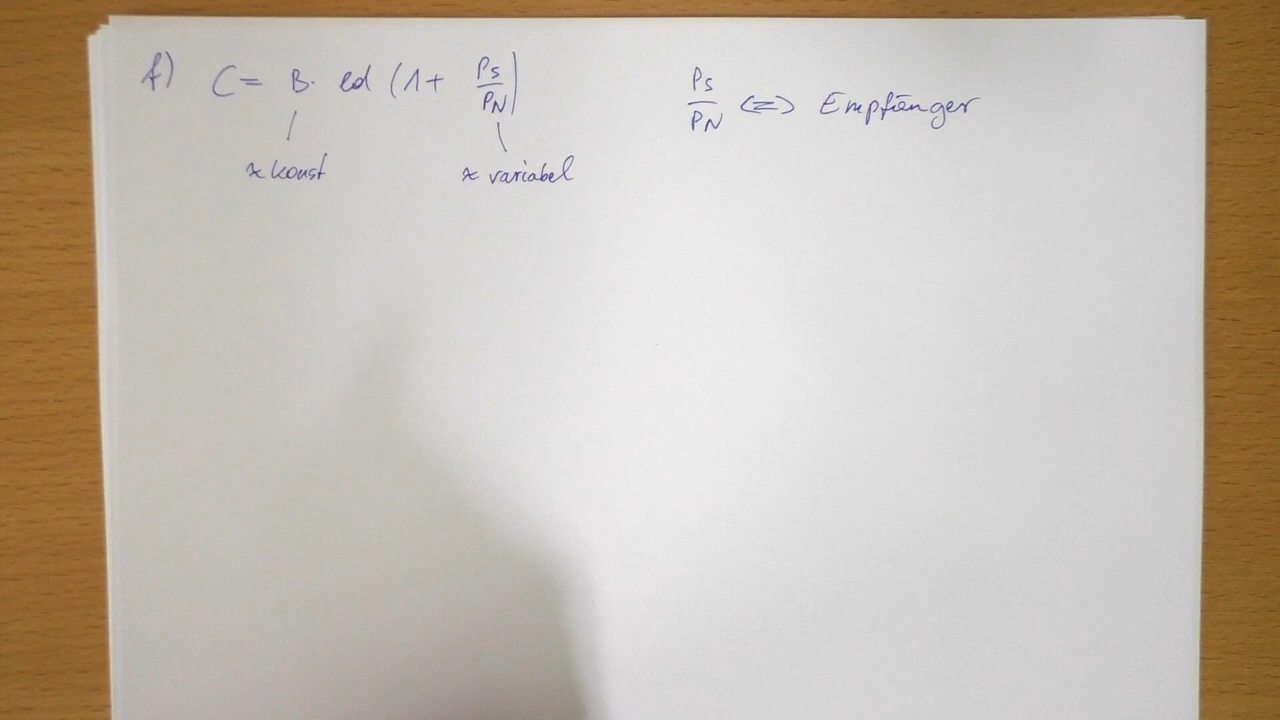 f) C = B · ld (1 + PS/PN) PS/PN <=> Empfänger
x konst x variabel